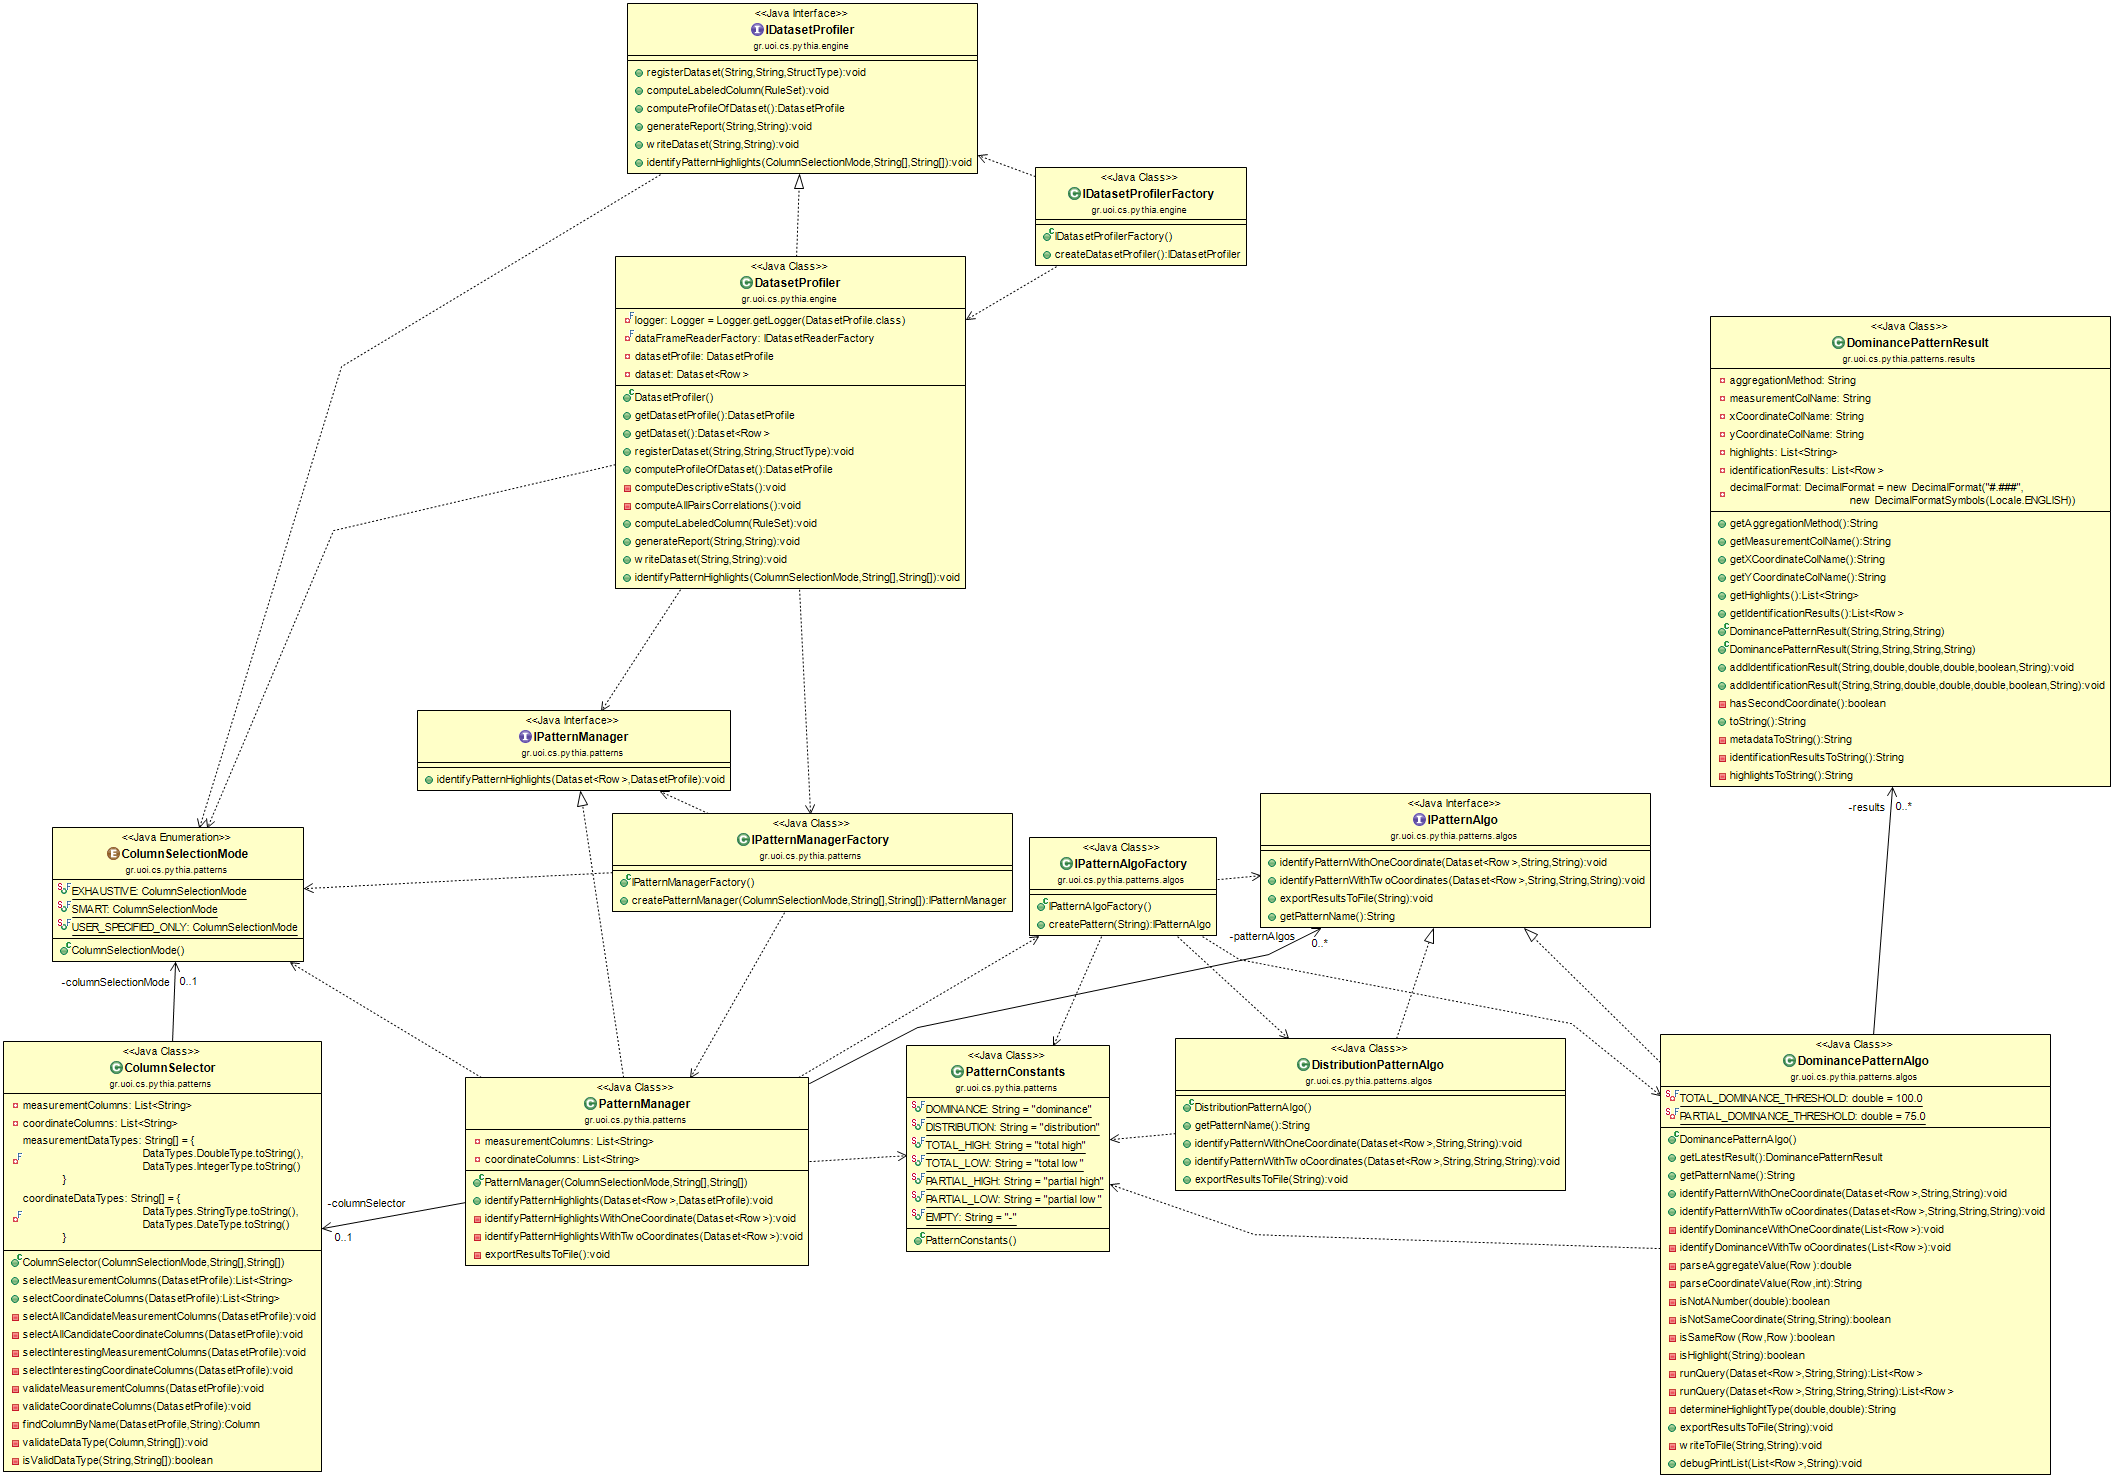 <<Java Interface>>
IDatasetProfiler
gr.uoi.cs.pythia.engine
registerDataset(String,String,StructType):void
computeLabeledColumn(RuleSet):void
computeProfileOfDataset():DatasetProfile
generateReport(String,String):void
writeDataset(String,String):void
identifyPatternHighlights(ColumnSelectionMode,String[],String[]):void
<<Java Class>>
IDatasetProfilerFactory
gr.uoi.cs.pythia.engine
IDatasetProfilerFactory()
createDatasetProfiler():IDatasetProfiler
<<Java Class>>
DatasetProfiler
gr.uoi.cs.pythia.engine
logger: Logger = Logger.getLogger(DatasetProfile.class)
dataFrameReaderFactory: IDatasetReaderFactory
datasetProfile: DatasetProfile
dataset: Dataset<Row>
DatasetProfiler()
getDatasetProfile():DatasetProfile
getDataset():Dataset<Row>
registerDataset(String,String,StructType):void
computeProfileOfDataset():DatasetProfile
computeDescriptiveStats():void
computeAllPairsCorrelations():void
computeLabeledColumn(RuleSet):void
generateReport(String,String):void
writeDataset(String,String):void
identifyPatternHighlights(ColumnSelectionMode,String[],String[]):void
<<Java Class>>
DominancePatternResult
gr.uoi.cs.pythia.patterns.results
aggregationMethod: String
measurementColName: String
xCoordinateColName: String
yCoordinateColName: String
highlights: List<String>
identificationResults: List<Row>
decimalFormat: DecimalFormat = new DecimalFormat("#.###",
new DecimalFormatSymbols(Locale.ENGLISH))
getAggregationMethod():String
getMeasurementColName():String
getXCoordinateColName():String
getYCoordinateColName():String
getHighlights():List<String>
getIdentificationResults():List<Row>
DominancePatternResult(String,String,String)
DominancePatternResult(String,String,String,String)
addIdentificationResult(String,double,double,double,boolean,String):void
addIdentificationResult(String,String,double,double,double,boolean,String):void
hasSecondCoordinate():boolean
toString():String
metadataToString():String
identificationResultsToString():String
highlightsToString():String
-results 0..*
<<Java Interface>>
IPatternManager
gr.uoi.cs.pythia.patterns
identifyPatternHighlights(Dataset<Row>,DatasetProfile):void
<<Java Class>>
IPatternManagerFactory
gr.uoi.cs.pythia.patterns
IPatternManagerFactory()
createPatternManager(ColumnSelectionMode,String[],String[]):IPatternManager
<<Java Enumeration>>
ColumnSelectionMode
gr.uoi.cs.pythia.patterns
EXHAUSTIVE: ColumnSelectionMode
SMART: ColumnSelectionMode
USER_SPECIFIED_ONLY: ColumnSelectionMode
ColumnSelectionMode()
-columnSelectionMode 0..1
<<Java Class>>
IPatternAlgoFactory
gr.uoi.cs.pythia.patterns.algos
IPatternAlgoFactory()
createPattern(String):IPatternAlgo
<<Java Interface>>
IPatternAlgo
gr.uoi.cs.pythia.patterns.algos
identifyPatternWithOneCoordinate(Dataset<Row>,String,String):void
identifyPatternWithTwoCoordinates(Dataset<Row>,String,String,String):void
exportResultsToFile(String):void
getPatternName():String
-patternAlgos
0..*
<<Java Class>>
ColumnSelector
gr.uoi.cs.pythia.patterns
measurementColumns: List<String>
coordinateColumns: List<String>
measurementDataTypes: String[] = {
DataTypes.DoubleType.toString(),
DataTypes.IntegerType.toString()
}
coordinateDataTypes: String[] = {
DataTypes.StringType.toString(),
DataTypes.DateType.toString()
}
ColumnSelector(ColumnSelectionMode,String[],String[])
selectMeasurementColumns(DatasetProfile):List<String>
selectCoordinateColumns(DatasetProfile):List<String>
selectAllCandidateMeasurementColumns(DatasetProfile):void
selectAllCandidateCoordinateColumns(DatasetProfile):void
selectInterestingMeasurementColumns(DatasetProfile):void
selectInterestingCoordinateColumns(DatasetProfile):void
validateMeasurementColumns(DatasetProfile):void
validateCoordinateColumns(DatasetProfile):void
findColumnByName(DatasetProfile,String):Column
validateDataType(Column,String[]):void
isValidDataType(String,String[]):boolean
-columnSelector
0..1
<<Java Class>>
PatternManager
gr.uoi.cs.pythia.patterns
measurementColumns: List<String>
coordinateColumns: List<String>
PatternManager(ColumnSelectionMode,String[],String[])
identifyPatternHighlights(Dataset<Row>,DatasetProfile):void
identifyPatternHighlightsWithOneCoordinate(Dataset<Row>):void
identifyPatternHighlightsWithTwoCoordinates(Dataset<Row>):void
exportResultsToFile():void
<<Java Class>>
PatternConstants
gr.uoi.cs.pythia.patterns
DOMINANCE: String = "dominance"
DISTRIBUTION: String = "distribution"
TOTAL_HIGH: String = "total high"
TOTAL_LOW: String = "total low"
PARTIAL_HIGH: String = "partial high"
PARTIAL_LOW: String = "partial low"
EMPTY: String = "-"
PatternConstants()
<<Java Class>>
DistributionPatternAlgo
gr.uoi.cs.pythia.patterns.algos
DistributionPatternAlgo()
getPatternName():String
identifyPatternWithOneCoordinate(Dataset<Row>,String,String):void
identifyPatternWithTwoCoordinates(Dataset<Row>,String,String,String):void
exportResultsToFile(String):void
<<Java Class>>
DominancePatternAlgo
gr.uoi.cs.pythia.patterns.algos
TOTAL_DOMINANCE_THRESHOLD: double = 100.0
PARTIAL_DOMINANCE_THRESHOLD: double = 75.0
DominancePatternAlgo()
getLatestResult():DominancePatternResult
getPatternName():String
identifyPatternWithOneCoordinate(Dataset<Row>,String,String):void
identifyPatternWithTwoCoordinates(Dataset<Row>,String,String,String):void
identifyDominanceWithOneCoordinate(List<Row>):void
identifyDominanceWithTwoCoordinates(List<Row>):void
parseAggregateValue(Row):double
parseCoordinateValue(Row,int):String
isNotANumber(double):boolean
isNotSameCoordinate(String,String):boolean
isSameRow(Row,Row):boolean
isHighlight(String):boolean
runQuery(Dataset<Row>,String,String):List<Row>
runQuery(Dataset<Row>,String,String,String):List<Row>
determineHighlightType(double,double):String
exportResultsToFile(String):void
writeToFile(String,String):void
debugPrintList(List<Row>,String):void